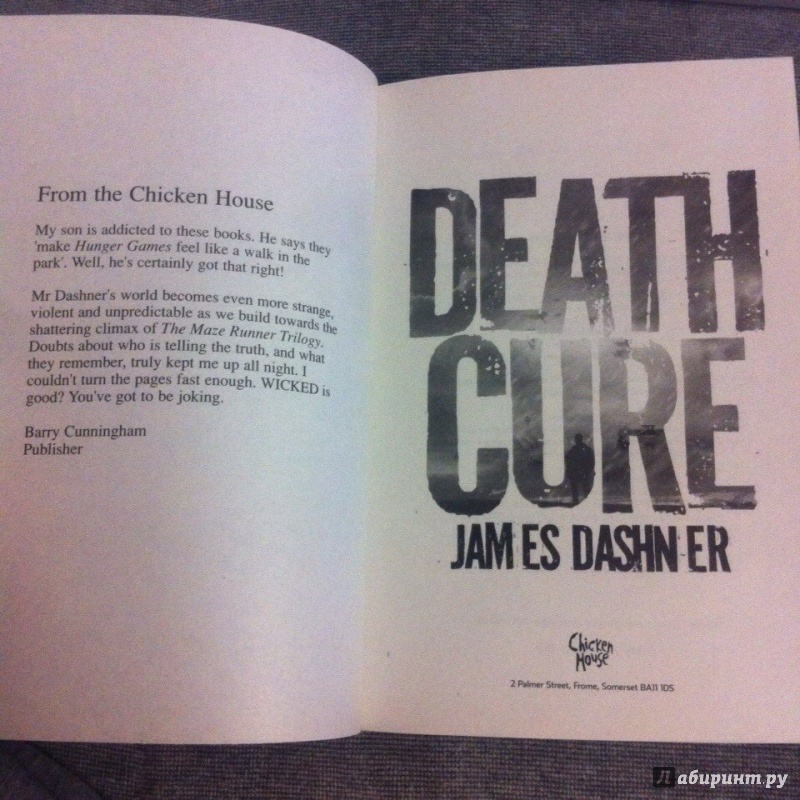 From the Chicken House
My son is addicted to these books. He says they
'make Hunger Games feel like a walk in the
park'. Well, he's certainly got that right!
Mr Dashner's world becomes even more strange,
violent and unpredictable as we build towards the
shattering climax of The Maze Runner Trilogy.
Doubts about who is telling the truth, and what
they remember, truly kept me up all night. I
couldn't turn the pages fast enough. WICKED is
good? You've got to be joking.
Barry Cunningham
Publisher
DEATH
CURE
JAMES DASHNER
Chicken
House
2 Palmer Street, Frome, Somerset BA11 1DS
Лабиринт.ру